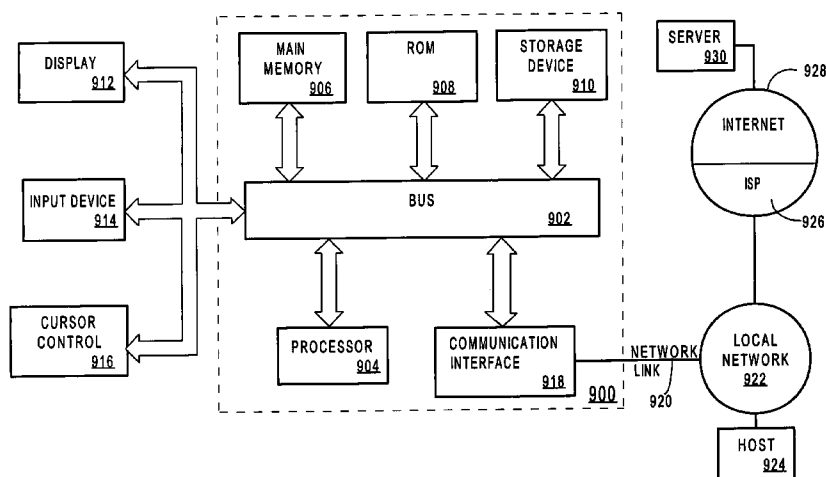 DISPLAY
912
INPUT DEVICE
914
CURSOR
CONTROL
916
MAIN
MEMORY
906
ROM
908
STORAGE
DEVICE
910
BUS
902
PROCESSOR
904
COMMUNICATION
INTERFACE
918
900
NETWORK
LINK
920
SERVER
930
928
INTERNET
ISP
926
LOCAL
NETWORK
922
HOST
924